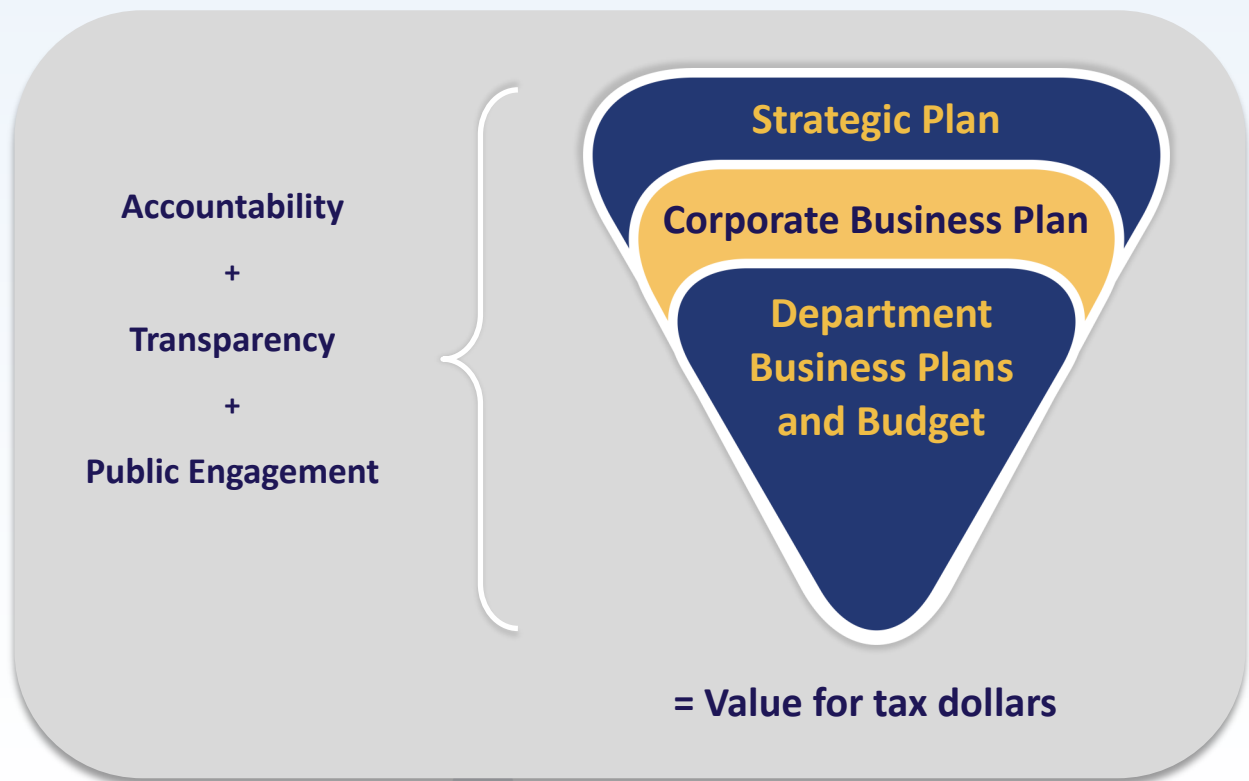 Accountability
+
Transparency
+
Public Engagement
Strategic Plan
Corporate Business Plan
Department
Business Plans
and Budget
= Value for tax dollars